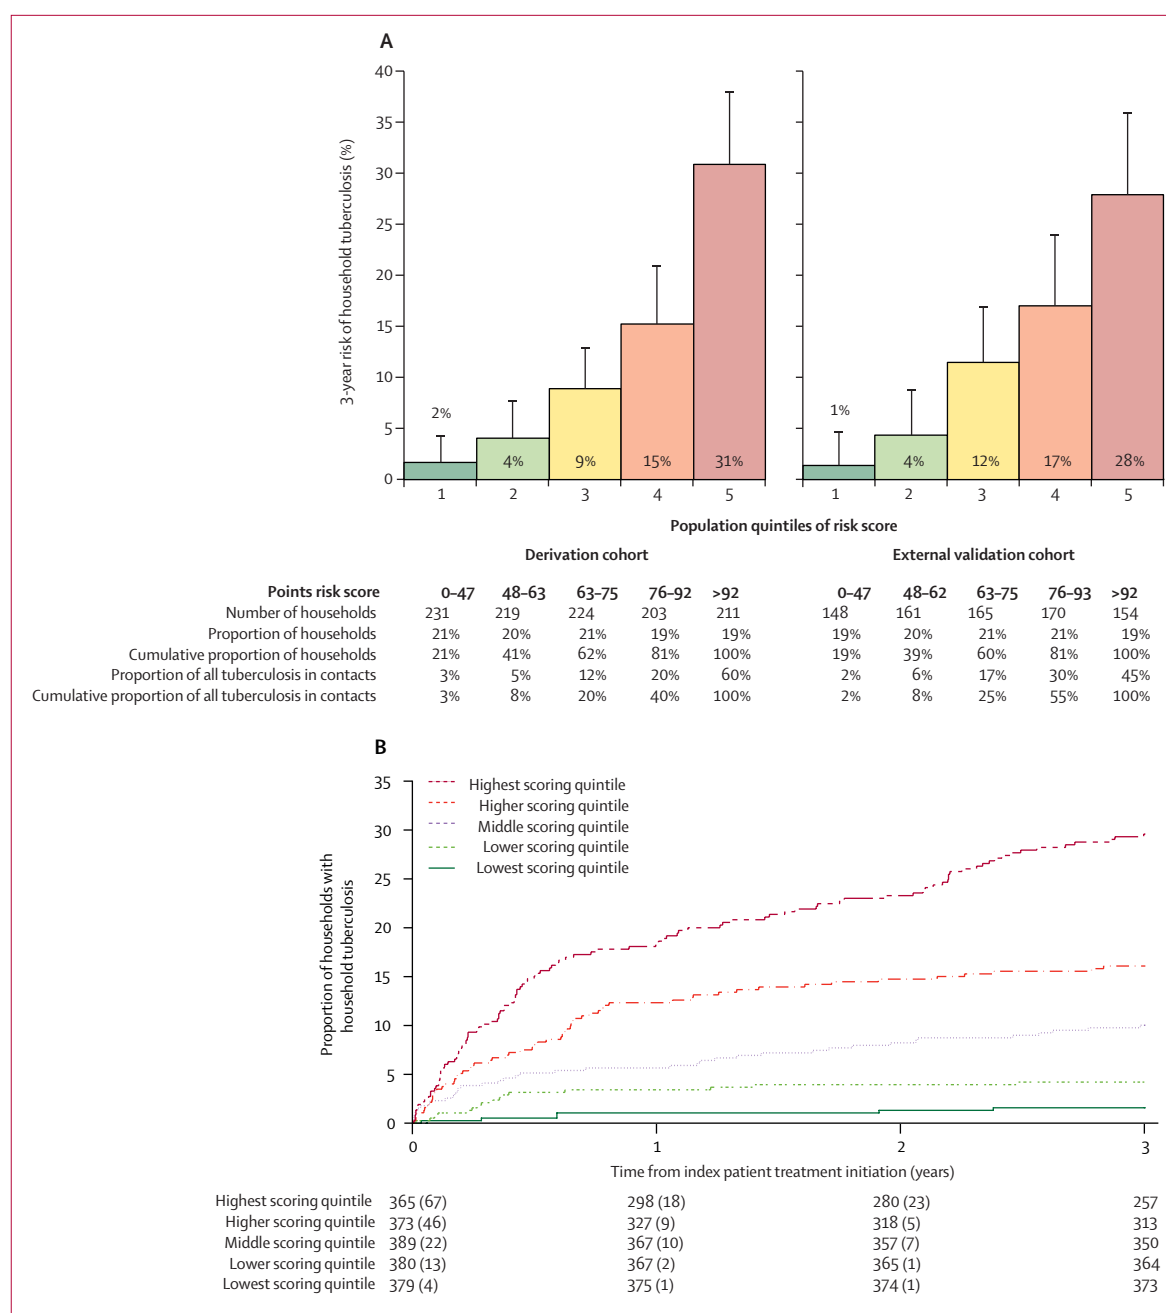 A
3-year risk of household tuberculosis (%)
40
35
30
25
20
15
10
5
0
2%
4%
9%
15%
31%
1%
4%
12%
17%
28%
1 2 3 4 5 1 2 3 4 5
Population quintiles of risk score
Derivation cohort External validation cohort
Points risk score 0–47 48–63 63–75 76–92 >92 0–47 48–62 63–75 76–93 >92
Number of households 231 219 224 203 211 148 161 165 170 154
Proportion of households 21% 20% 21% 19% 19% 19% 20% 21% 21% 19%
Cumulative proportion of households 21% 41% 62% 81% 100% 19% 39% 60% 81% 100%
Proportion of all tuberculosis in contacts 3% 5% 12% 20% 60% 2% 6% 17% 30% 45%
Cumulative proportion of all tuberculosis in contacts 3% 8% 20% 40% 100% 2% 8% 25% 55% 100%
B
Proportion of households with
household tuberculosis
35
30
25
20
15
10
5
0
Highest scoring quintile
Higher scoring quintile
Middle scoring quintile
Lower scoring quintile
Lowest scoring quintile
0 1 2 3
Time from index patient treatment initiation (years)
Highest scoring quintile 365 (67) 298 (18) 280 (23) 257
Higher scoring quintile 373 (46) 327 (9) 318 (5) 313
Middle scoring quintile 389 (22) 367 (10) 357 (7) 350
Lower scoring quintile 380 (13) 367 (2) 365 (1) 364
Lowest scoring quintile 379 (4) 375 (1) 374 (1) 373